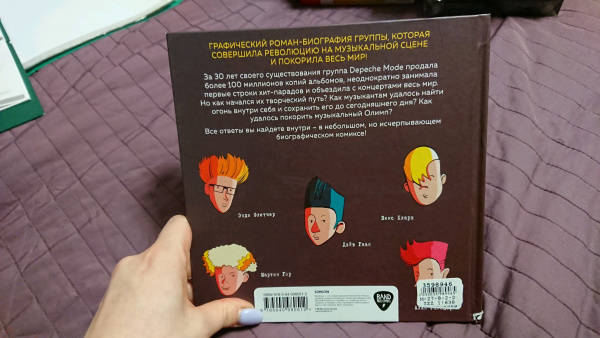 ГРАФИЧЕСКИЙ РОМАН-БИОГРАФИЯ ГРУППЫ, КОТОРАЯ
СОВЕРШИЛА РЕВОЛЮЦИЮ НА МУЗЫКАЛЬНОЙ СЦЕНЕ
И ПОКОРИЛА ВЕСЬ МИР!
За 30 лет своего существования группа Depeche Mode продала
более 100 миллионов копий альбомов, неоднократно занимала
первые строки хит-парадов и объездила с концертами весь мир.
Но как начался их творческий путь? Как музыкантам удалось найти
огонь внутри себя и сохранить его до сегодняшнего дня? Как
удалось покорить музыкальный Олимп?
Все ответы вы найдете внутри – в небольшом, но исчерпывающем
биографическом комиксе!
Энди Флетчер
Винс Кларк
Дэйв Гаан
Мартин Гор
3598946
BAND